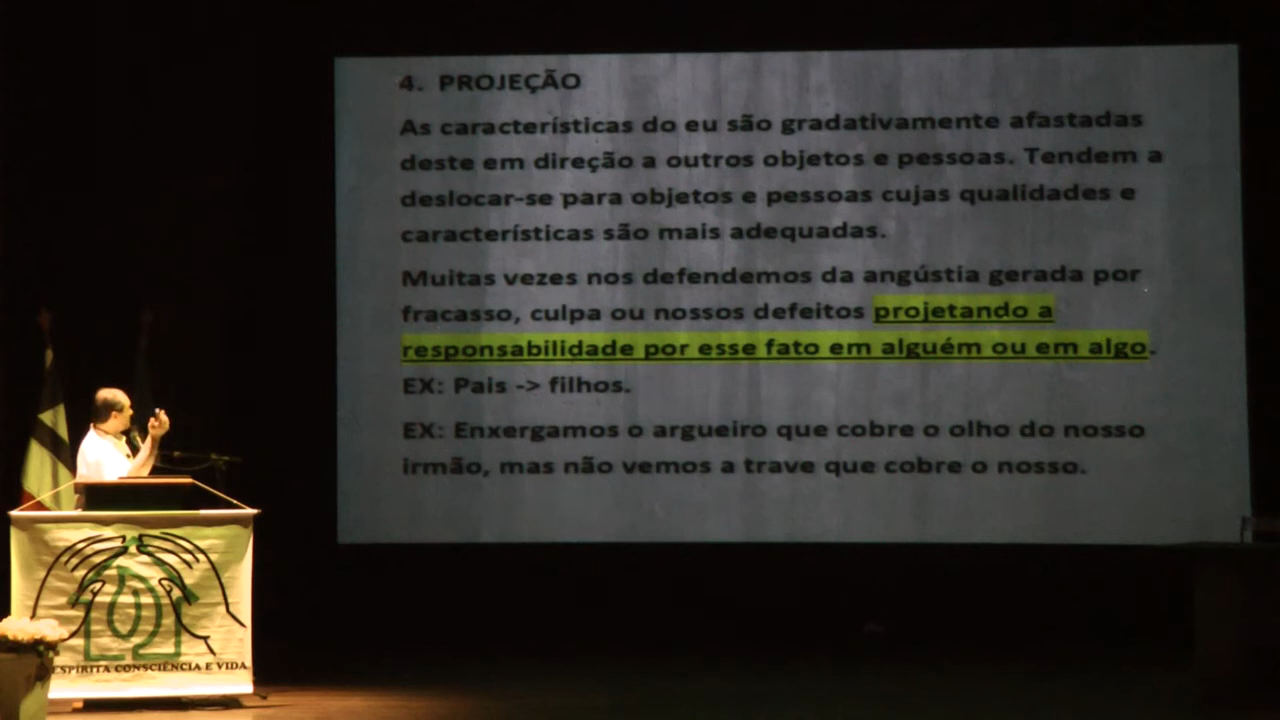 4. PROJEÇÃO
As características do eu são gradativamente afastadas
deste em direção a outros objetos e pessoas. Tendem a
deslocar-se para objetos e pessoas cujas qualidades e
características são mais adequadas.
Muitas vezes nos defendemos da angústia gerada por
fracasso, culpa ou nossos defeitos projetando a
responsabilidade por esse fato em alguém ou em algo.
EX: Pais -> filhos.
EX: Enxergamos o argueiro que cobre o olho do nosso
irmão, mas não vemos a trave que cobre o nosso.
ESPÍRITA CONSCIÊNCIA E VIDA